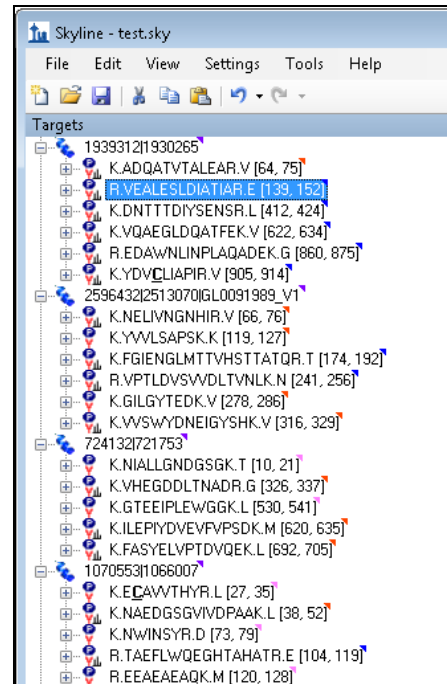 Skyline - test.sky
File Edit View Settings Tools Help
Targets
1939312|1930265
K.ADQATVTALEAR.V [64, 75]
R.VEALESLDIATIAR.E [139, 152]
K.DNTTTDIYSENSR.L [412, 424]
K.VQAEGLDQATFEK.V [622, 634]
R.EDAWNLINPLAQADEK.G [860, 875]
K.YDVCLIAPIR.V [905, 914]
2596432|2513070|GL0091989_V1
K.NELIVNGNHIR.V [66, 76]
K.YVVLSAPSK.K [119, 127]
K.FGIENGLMTTVHSTTATQR.T [174, 192]
R.VPTLDVSVVDLTVNLK.N [241, 256]
K.GILGYTEDK.V [278, 286]
K.VVSWYDNEIGYSHK.V [316, 329]
724132|721753
K.NIALLGNDGSGK.T [10, 21]
K.VHEGDDLTNADR.G [326, 337]
K.GTEEIPLEWGGK.L [530, 541]
K.ILEPIYDVEVFVPSDK.M [620, 635]
K.FASYELVPTDVQEK.L [692, 705]
1070553|1066007
K.ECAVVTHYR.L [27, 35]
K.NAEDGSGVIVDPAAK.L [38, 52]
K.NWINSYR.D [73, 79]
R.TAEFLWQEGHTAHATR.E [104, 119]
R.EEAEAEAQK.M [120, 128]